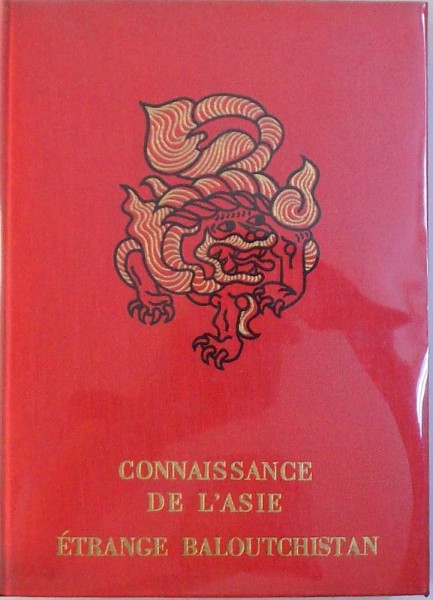 CONNAISSANCE
DE L'ASIE
ÉTRANGE BALOUTCHISTAN